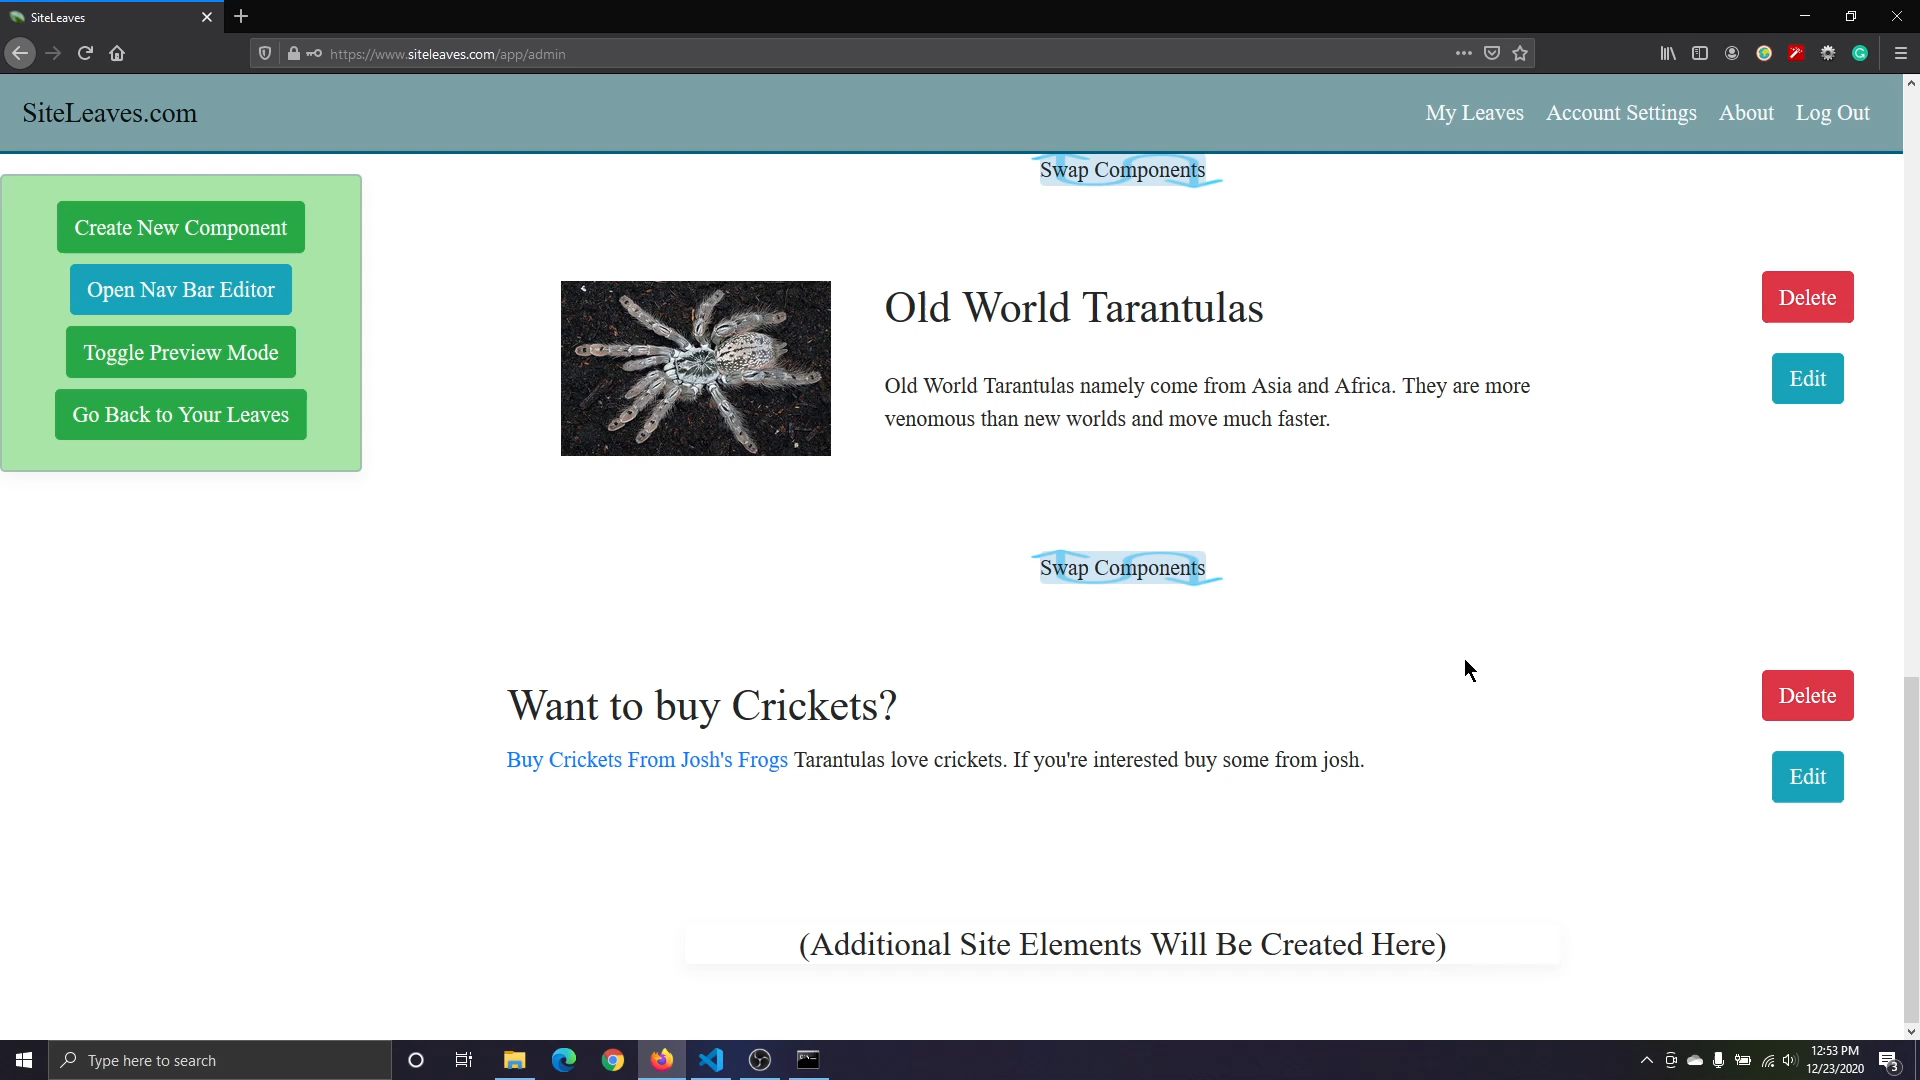 SiteLeaves
https://www.siteleaves.com/app/admin
SiteLeaves.com
My Leaves Account Settings About Log Out
Swap Components
Create New Component
Open Nav Bar Editor
Toggle Preview Mode
Go Back to Your Leaves
Old World Tarantulas
Old World Tarantulas namely come from Asia and Africa. They are more
venomous than new worlds and move much faster.
Delete
Edit
Swap Components
Want to buy Crickets?
Buy Crickets From Josh's Frogs Tarantulas love crickets. If you're interested buy some from josh.
Delete
Edit
(Additional Site Elements Will Be Created Here)
Type here to search
12:53 PM
12/23/2020
3